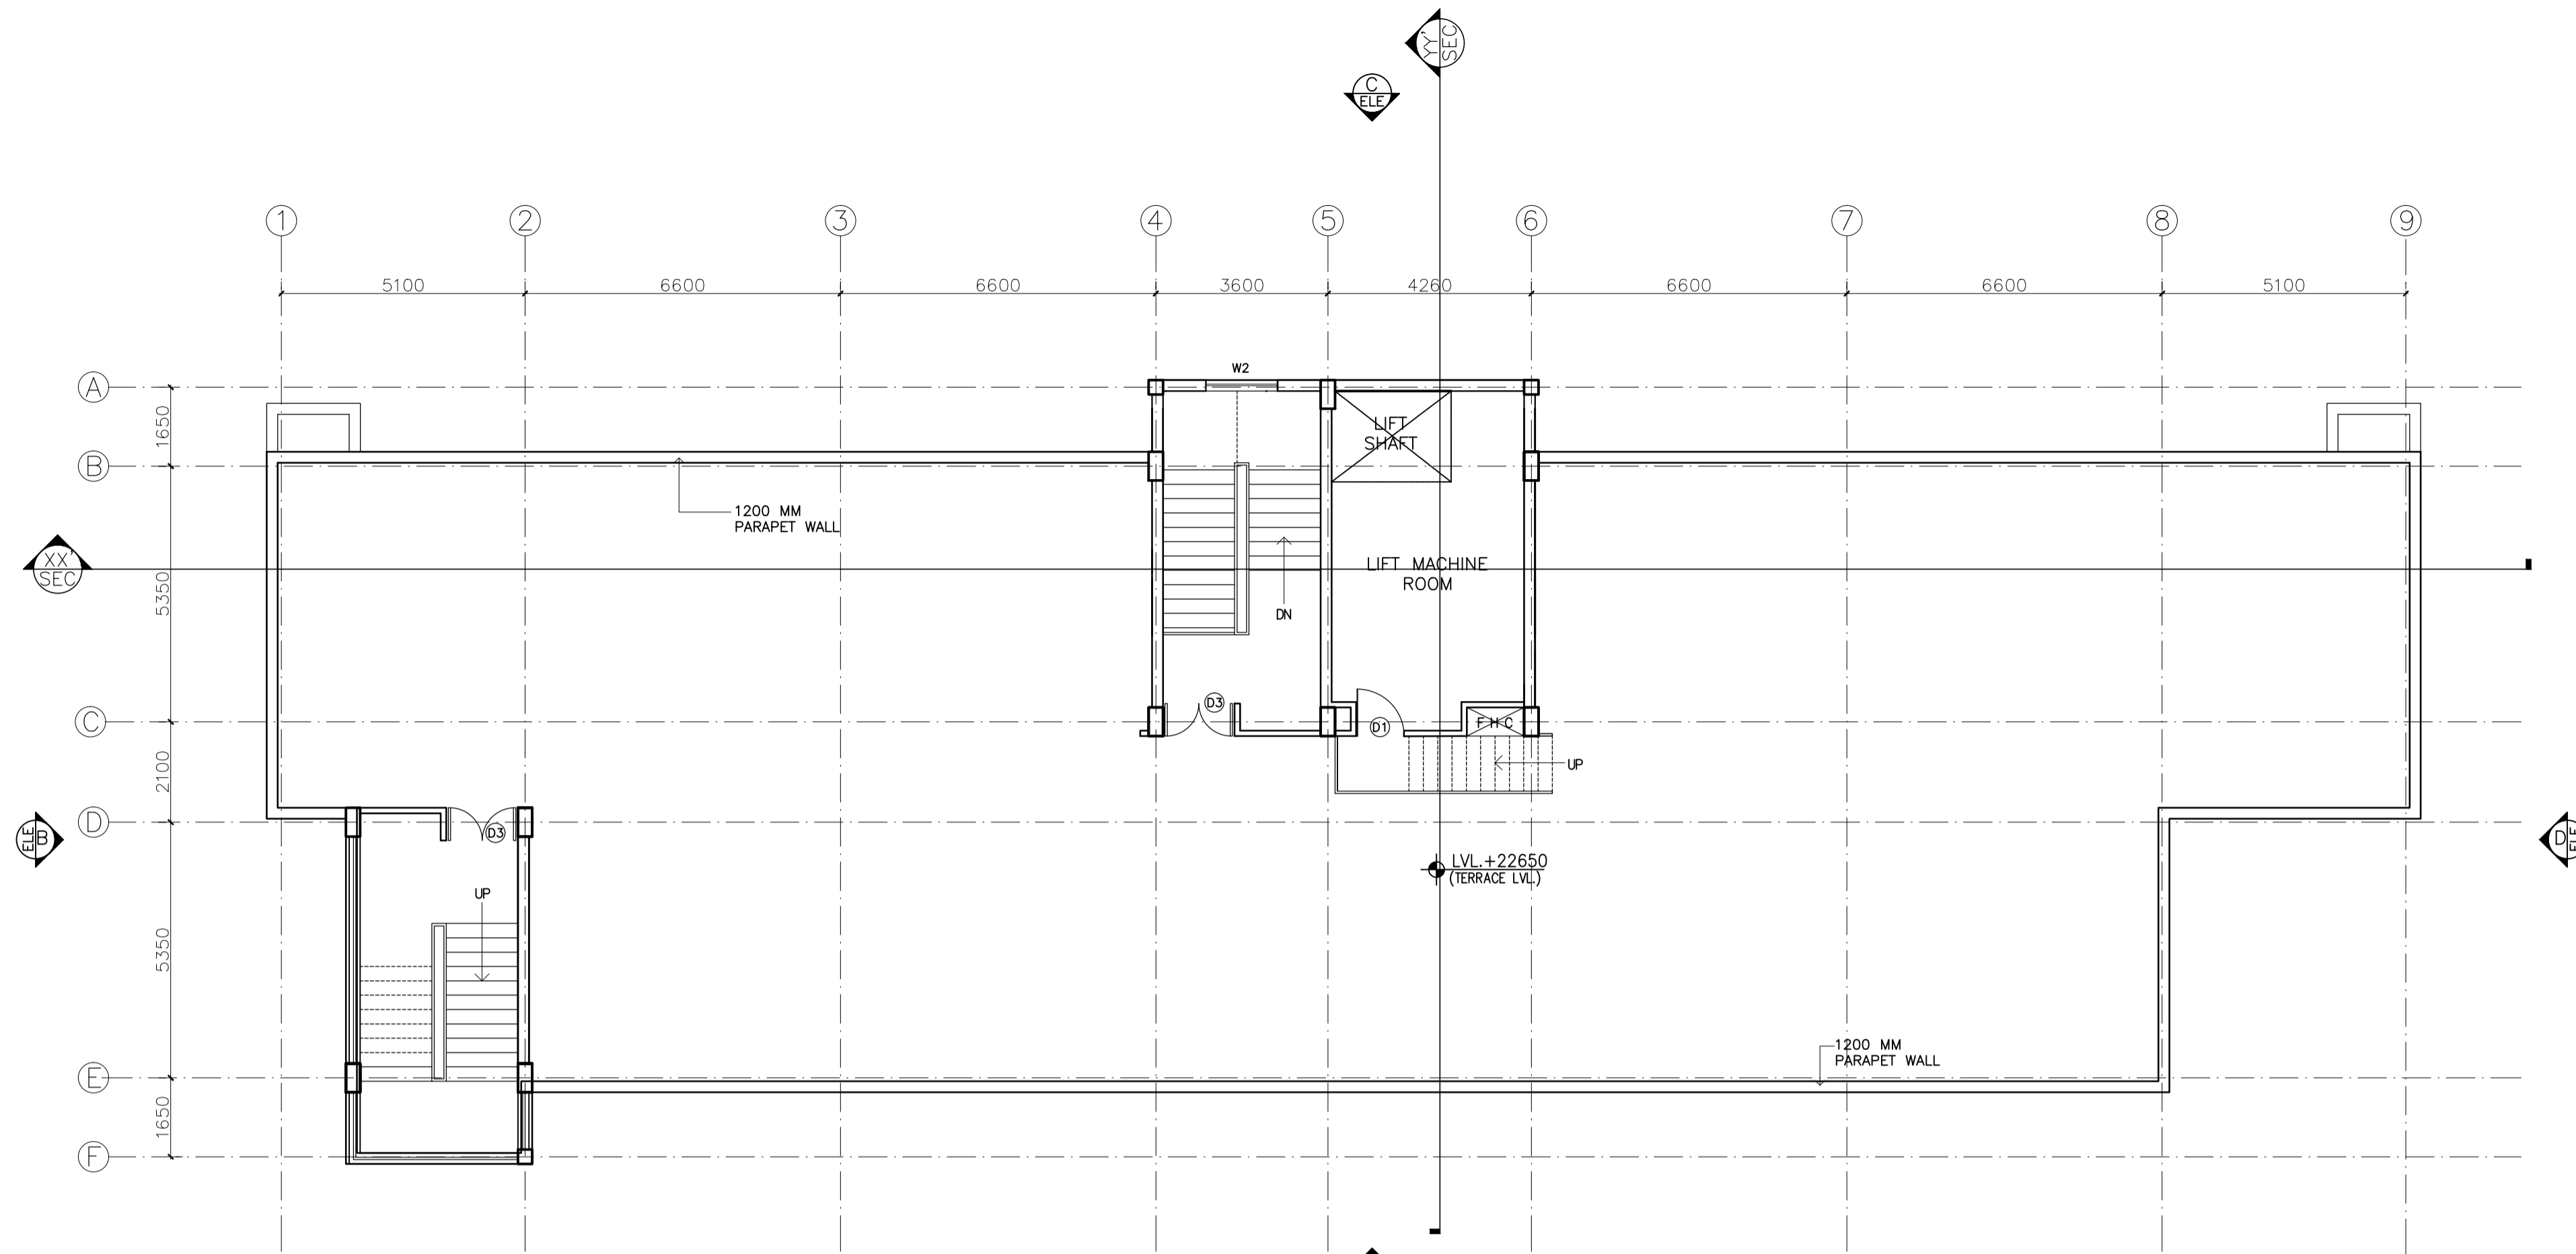 YY'
SEC
C
ELE
1
2
3
4
5
6
7
8
9
5100
6600
6600
3600
4260
6600
6600
5100
A
B
C
D
E
F
1650
5350
2100
5350
1650
W2
LIFT
SHAFT
1200 MM
PARAPET WALL
XX'
SEC
LIFT MACHINE
ROOM
DN
D3
D1
F H C
UP
B
ELE
D3
D
ELE
LVL.+22650
(TERRACE LVL.)
UP
1200 MM
PARAPET WALL